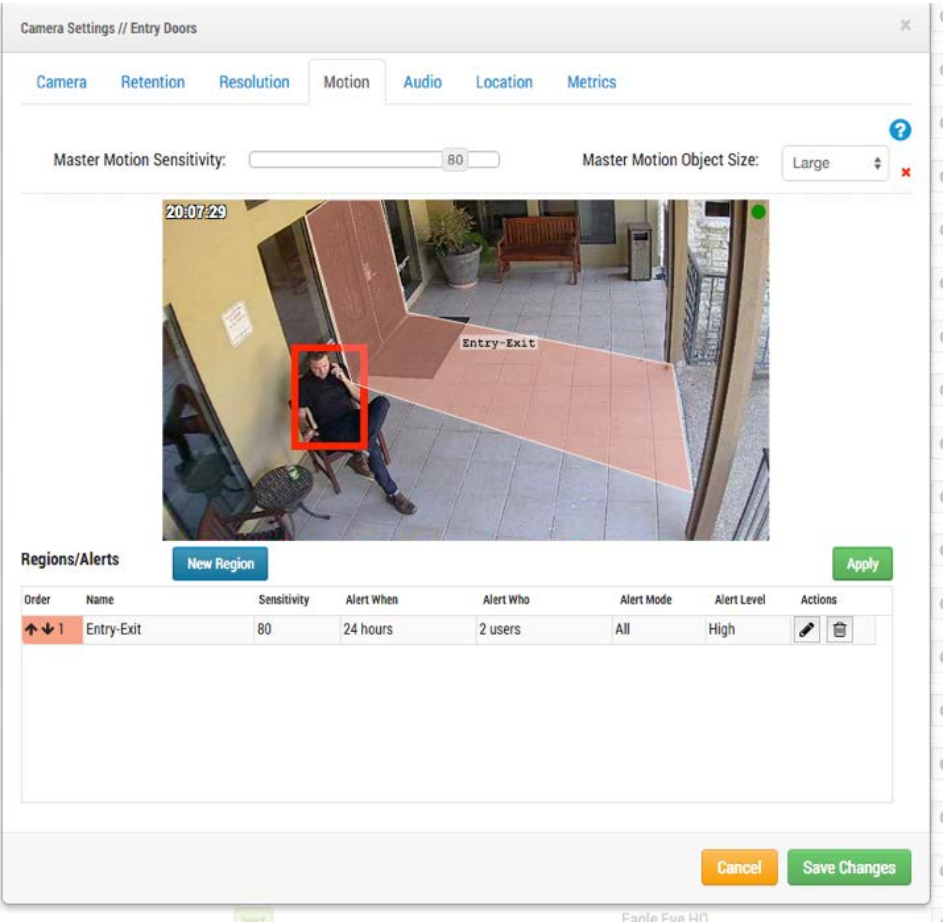 Camera Settings // Entry Doors ×
Camera Retention Resolution Motion Audio Location Metrics
?
Master Motion Sensitivity: 80 Master Motion Object Size: Large
20:07:29
Entry-Exit
Regions/Alerts New Region Apply
Order Name Sensitivity Alert When Alert Who Alert Mode Alert Level Actions
1 Entry-Exit 80 24 hours 2 users All High
Cancel Save Changes
Eagle Eye HQ